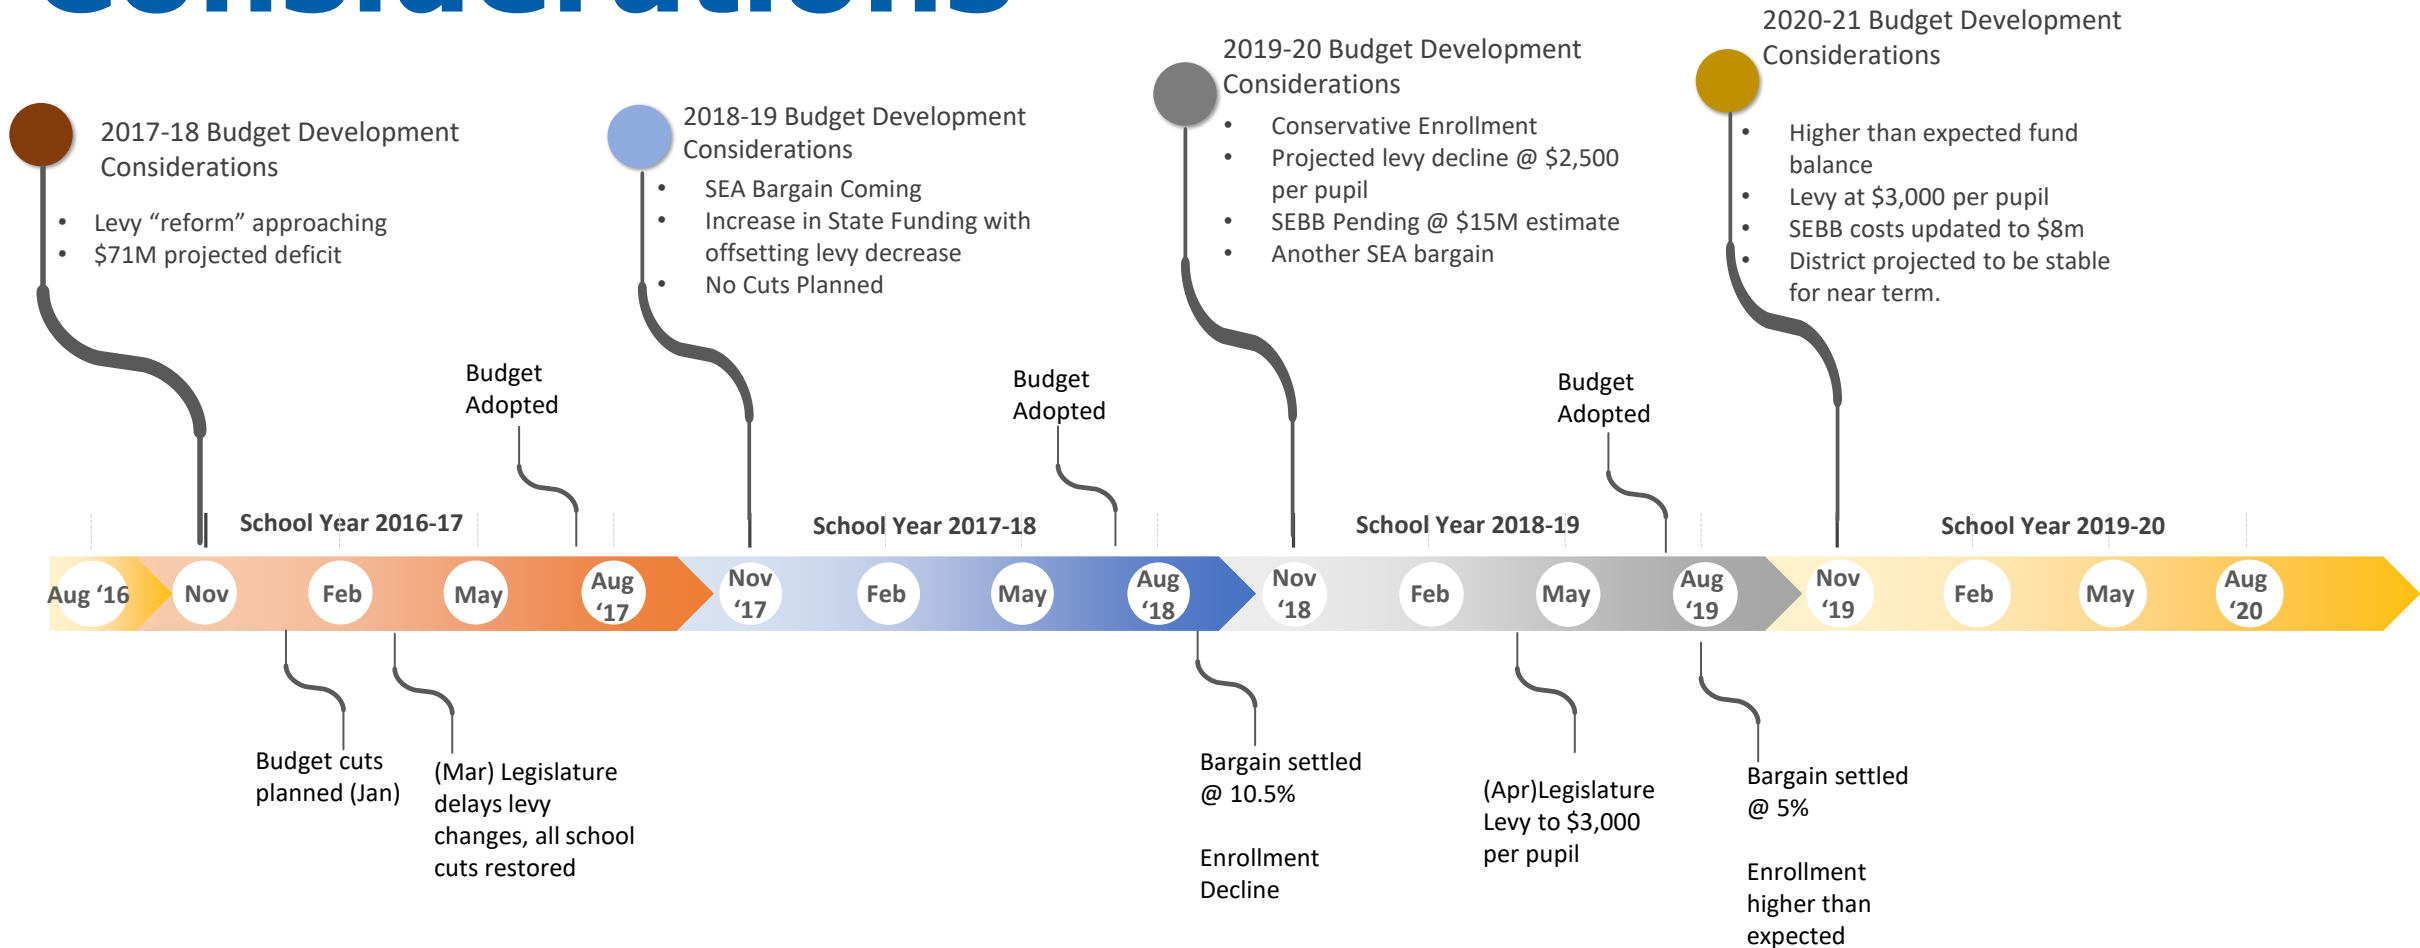 Considerations
2017-18 Budget Development
Considerations
• Levy “reform” approaching
• $71M projected deficit
2018-19 Budget Development
Considerations
• SEA Bargain Coming
• Increase in State Funding with
offsetting levy decrease
• No Cuts Planned
2019-20 Budget Development
Considerations
• Conservative Enrollment
• Projected levy decline @ $2,500
per pupil
• SEBB Pending @ $15M estimate
• Another SEA bargain
2020-21 Budget Development
Considerations
• Higher than expected fund
balance
• Levy at $3,000 per pupil
• SEBB costs updated to $8m
• District projected to be stable
for near term.
Budget
Adopted
Budget
Adopted
Budget
Adopted
School Year 2016-17
School Year 2017-18
School Year 2018-19
School Year 2019-20
Aug ‘16
Nov
Feb
May
Aug
‘17
Nov
‘17
Feb
May
Aug
‘18
Nov
‘18
Feb
May
Aug
‘19
Nov
‘19
Feb
May
Aug
‘20
Budget cuts
planned (Jan)
(Mar) Legislature
delays levy
changes, all school
cuts restored
Bargain settled
@ 10.5%
Enrollment
Decline
(Apr)Legislature
Levy to $3,000
per pupil
Bargain settled
@ 5%
Enrollment
higher than
expected